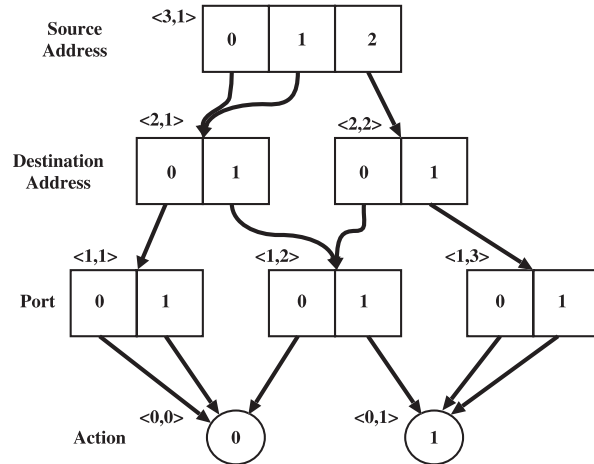 Source
Address
<3,1>
0 1 2
<2,1> <2,2>
Destination
Address
0 1 0 1
<1,1> <1,2> <1,3>
Port
0 1 0 1 0 1
<0,0> <0,1>
Action
0 1